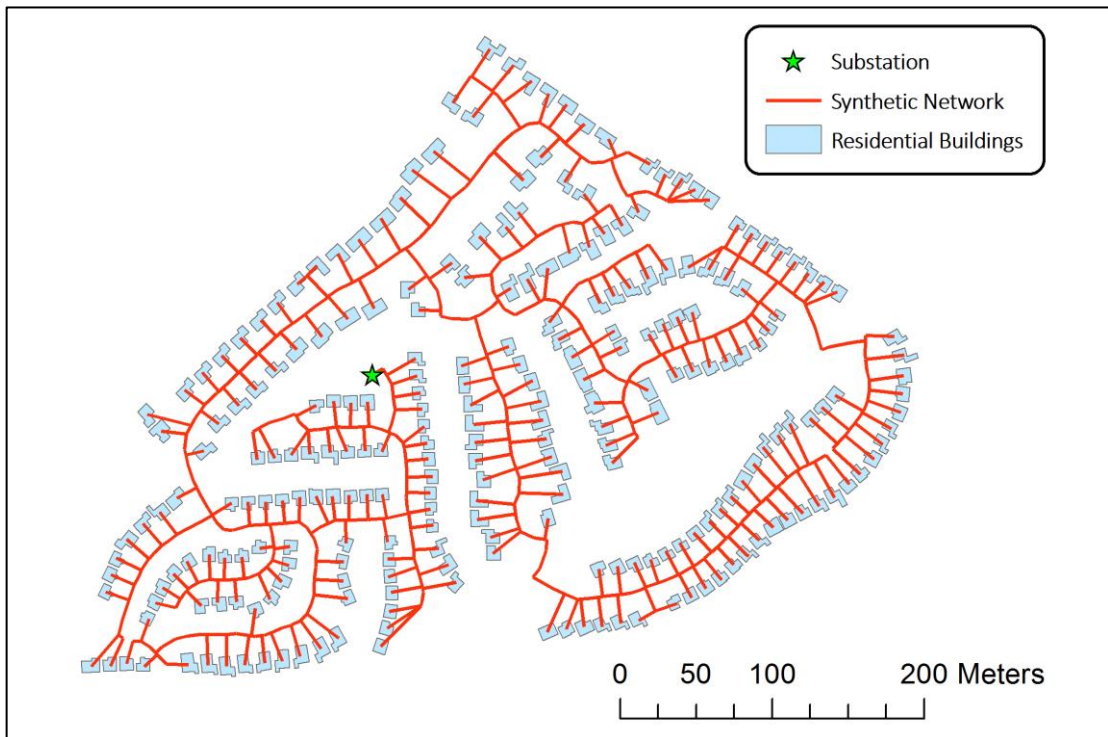 Substation
Synthetic Network
Residential Buildings
0 50 100 200 Meters